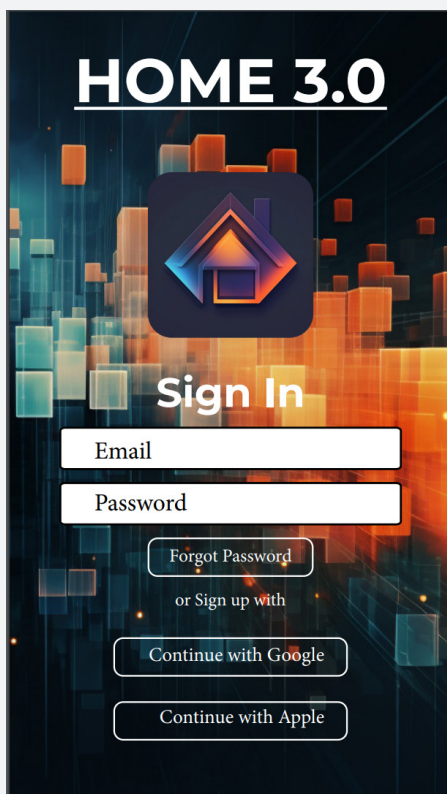 HOME 3.0
Sign In
Email
Password
Forgot Password
or Sign up with
Continue with Google
Continue with Apple